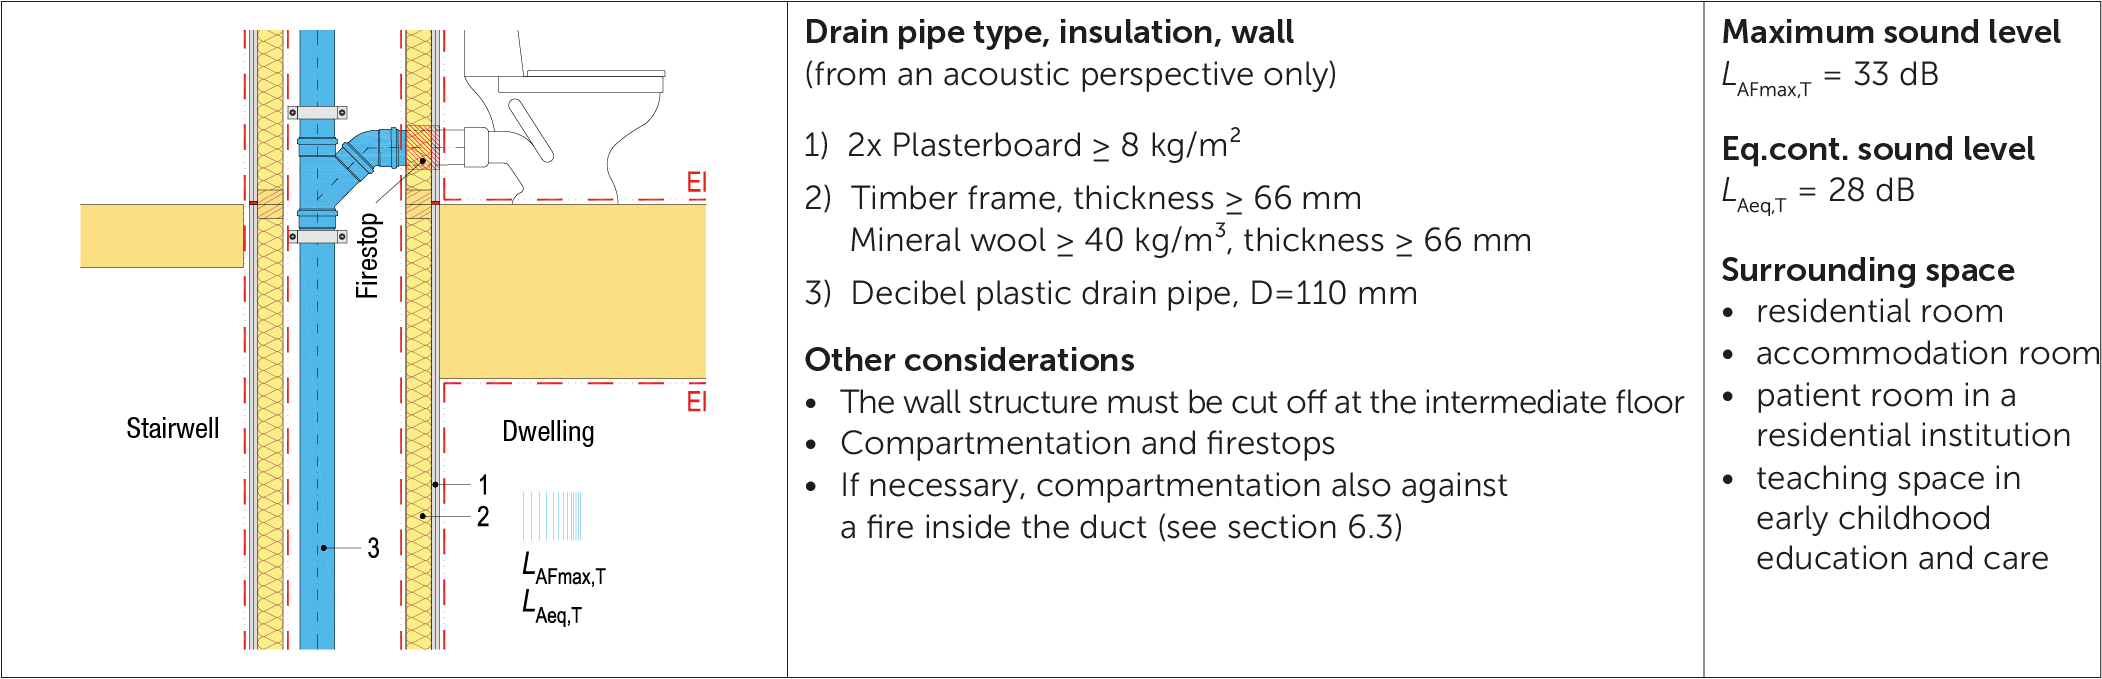 EI
Firestop
EI
Stairwell
Dwelling
1
2
3
LAFmax,T
LAeq,T
Drain pipe type, insulation, wall
(from an acoustic perspective only)
1) 2x Plasterboard ≥ 8 kg/m²
2) Timber frame, thickness ≥ 66 mm
Mineral wool ≥ 40 kg/m³, thickness ≥ 66 mm
3) Decibel plastic drain pipe, D=110 mm
Other considerations
• The wall structure must be cut off at the intermediate floor
• Compartmentation and firestops
• If necessary, compartmentation also against
a fire inside the duct (see section 6.3)
Maximum sound level
LAFmax,T = 33 dB
Eq.cont. sound level
LAeq,T = 28 dB
Surrounding space
• residential room
• accommodation room
• patient room in a
residential institution
• teaching space in
early childhood
education and care